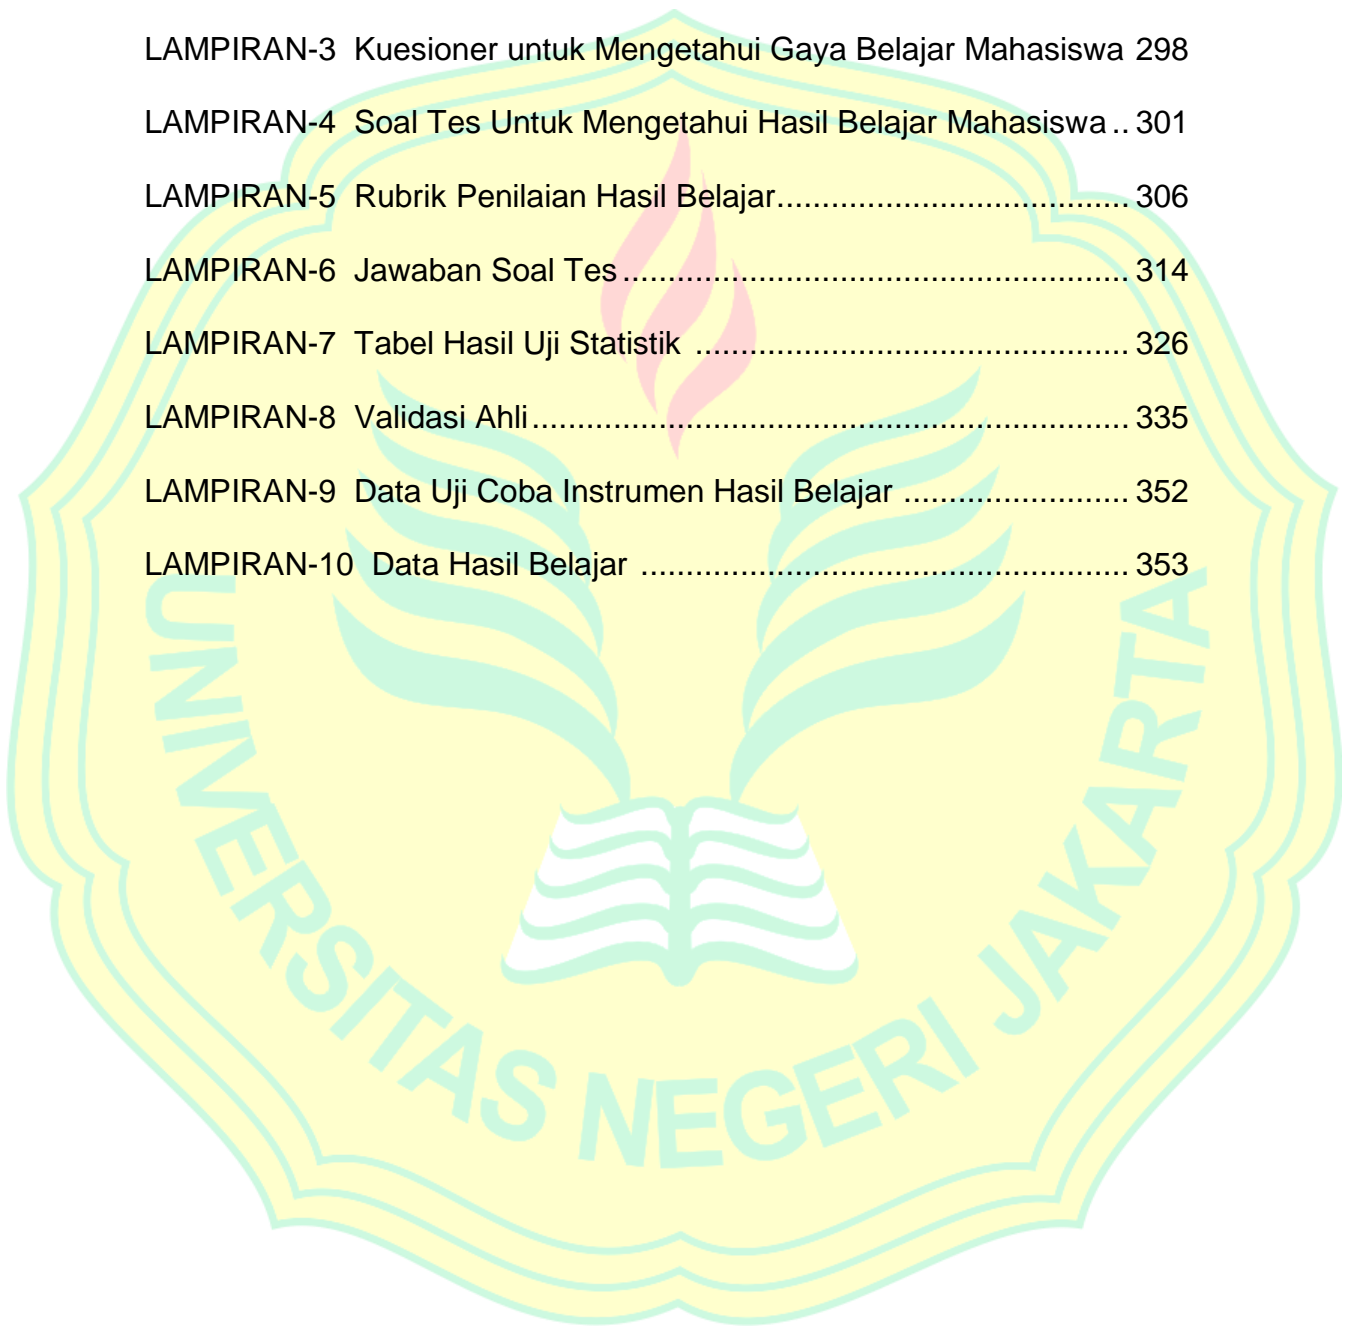 LAMPIRAN-3  Kuesioner untuk Mengetahui Gaya Belajar Mahasiswa 298
LAMPIRAN-4  Soal Tes Untuk Mengetahui Hasil Belajar Mahasiswa .. 301
LAMPIRAN-5  Rubrik Penilaian Hasil Belajar....................................... 306
LAMPIRAN-6  Jawaban Soal Tes ........................................................ 314
LAMPIRAN-7  Tabel Hasil Uji Statistik ................................................ 326
LAMPIRAN-8  Validasi Ahli .................................................................. 335
LAMPIRAN-9  Data Uji Coba Instrumen Hasil Belajar ......................... 352
LAMPIRAN-10  Data Hasil Belajar ...................................................... 353
UNIVERSITAS NEGERI JAKARTA